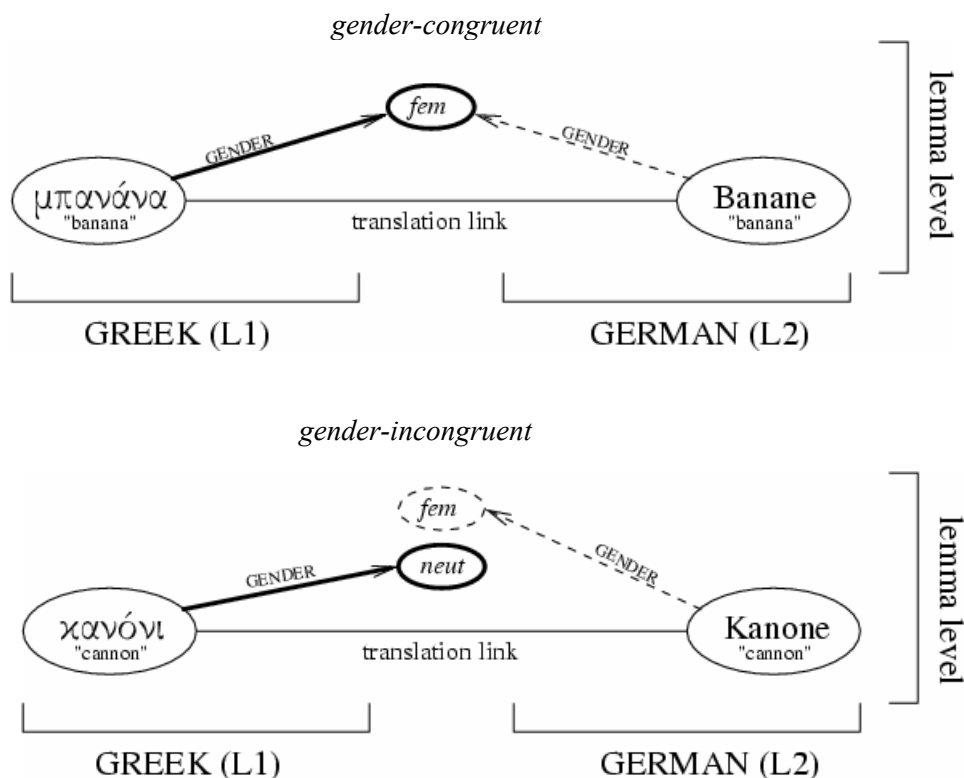 gender-congruent
fem
GENDER
GENDER
μπανάνα
"banana"
translation link
Banane
"banana"
lemma level
GREEK (L1)
GERMAN (L2)
gender-incongruent
fem
neut
GENDER
GENDER
κανόνι
"cannon"
translation link
Kanone
"cannon"
lemma level
GREEK (L1)
GERMAN (L2)